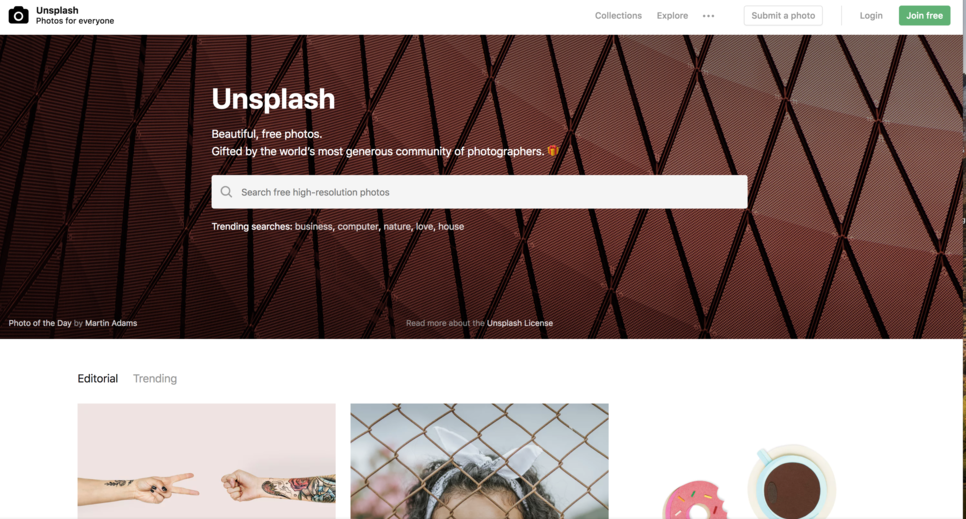 Unsplash
Photos for everyone
Collections Explore ••• Submit a photo Login Join free
Unsplash
Beautiful, free photos.
Gifted by the world’s most generous community of photographers. 🎁
Search free high-resolution photos
Trending searches: business, computer, nature, love, house
Photo of the Day by Martin Adams
Read more about the Unsplash License
Editorial Trending